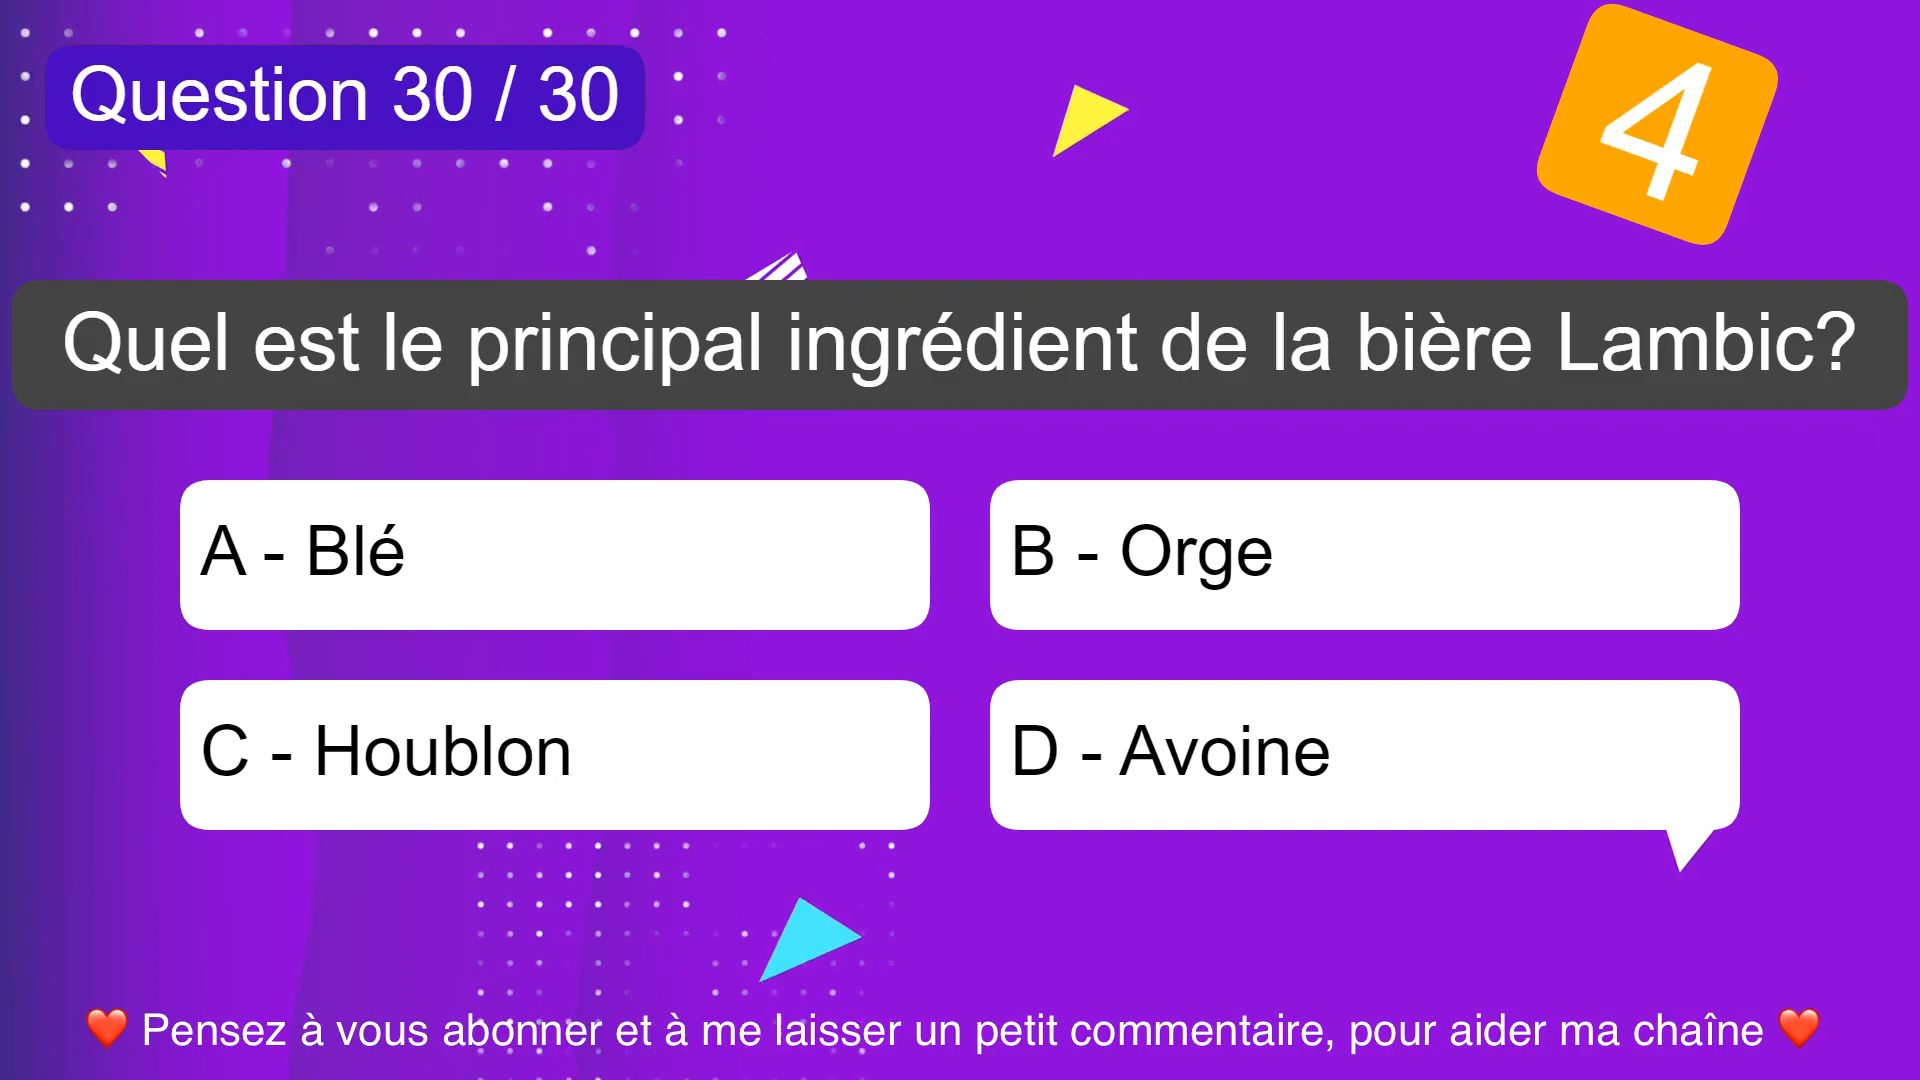 Question 30 / 30
4
Quel est le principal ingrédient de la bière Lambic?
A - Blé
B - Orge
C - Houblon
D - Avoine
❤️ Pensez à vous abonner et à me laisser un petit commentaire, pour aider ma chaîne ❤️